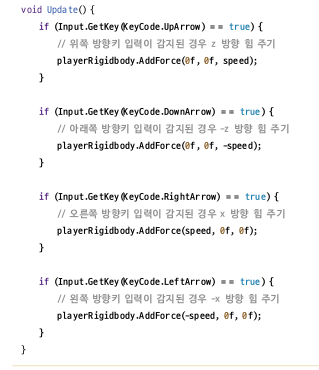 void Update() {
if (Input.GetKey(KeyCode.UpArrow) == true) {
// 위쪽 방향키 입력이 감지된 경우 z 방향 힘 주기
playerRigidbody.AddForce(0f, 0f, speed);
}
if (Input.GetKey(KeyCode.DownArrow) == true) {
// 아래쪽 방향키 입력이 감지된 경우 -z 방향 힘 주기
playerRigidbody.AddForce(0f, 0f, -speed);
}
if (Input.GetKey(KeyCode.RightArrow) == true) {
// 오른쪽 방향키 입력이 감지된 경우 x 방향 힘 주기
playerRigidbody.AddForce(speed, 0f, 0f);
}
if (Input.GetKey(KeyCode.LeftArrow) == true) {
// 왼쪽 방향키 입력이 감지된 경우 -x 방향 힘 주기
playerRigidbody.AddForce(-speed, 0f, 0f);
}
}